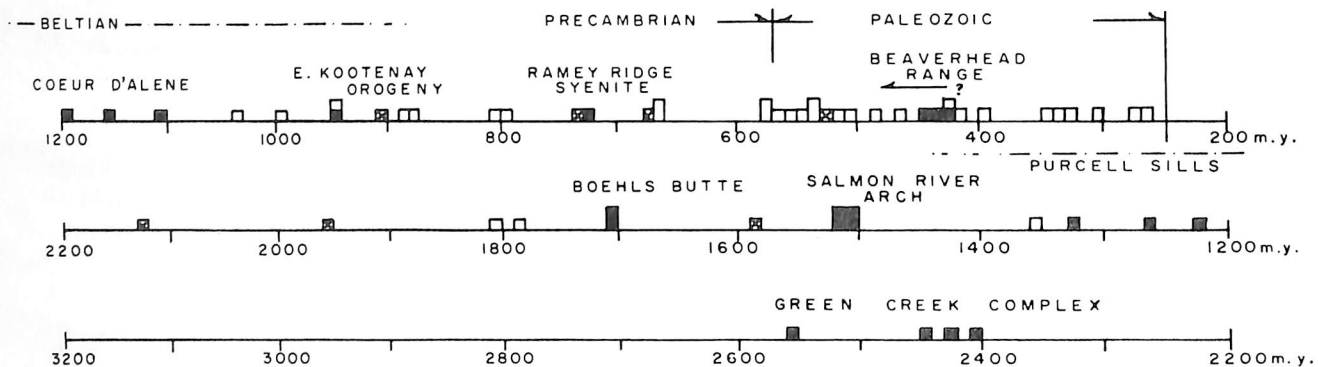 BELTIAN PRECAMBRIAN PALEOZOIC
COEUR D'ALENE
E. KOOTENAY
OROGENY
RAMEY RIDGE
SYENITE
BEAVERHEAD
RANGE
?
1200 1000 800 600 400 200 m.y.
PURCELL SILLS
BOEHLS BUTTE
SALMON RIVER
ARCH
2200 2000 1800 1600 1400 1200 m.y.
GREEN CREEK COMPLEX
3200 3000 2800 2600 2400 2200 m.y.